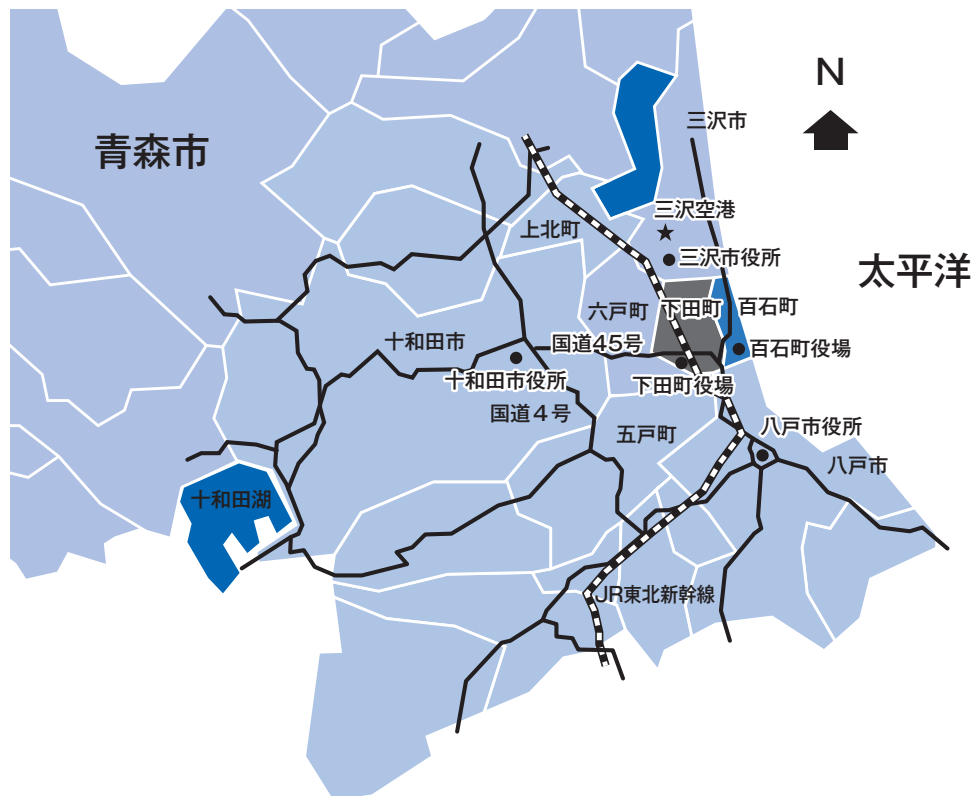 N
三沢市
青森市
三沢空港
上北町
三沢市役所
太平洋
六戸町
下田町
百石町
十和田市
国道45号
百石町役場
十和田市役所
下田町役場
国道４号
八戸市役所
五戸町
八戸市
十和田湖
JR東北新幹線